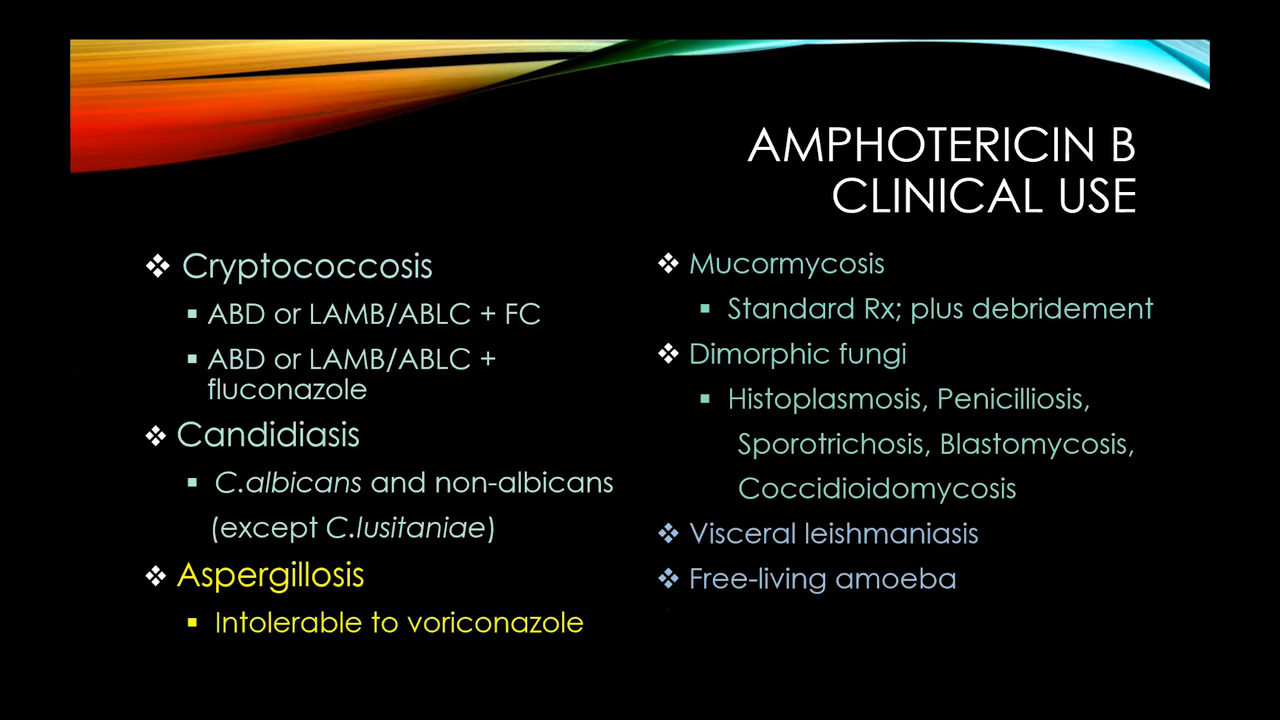 AMPHOTERICIN B
CLINICAL USE
❖ Cryptococcosis
▪ ABD or LAMB/ABLC + FC
▪ ABD or LAMB/ABLC +
fluconazole
❖ Candidiasis
▪ C.albicans and non-albicans
(except C.lusitaniae)
❖ Aspergillosis
▪ Intolerable to voriconazole
❖ Mucormycosis
▪ Standard Rx; plus debridement
❖ Dimorphic fungi
▪ Histoplasmosis, Penicilliosis,
Sporotrichosis, Blastomycosis,
Coccidioidomycosis
❖ Visceral leishmaniasis
❖ Free-living amoeba